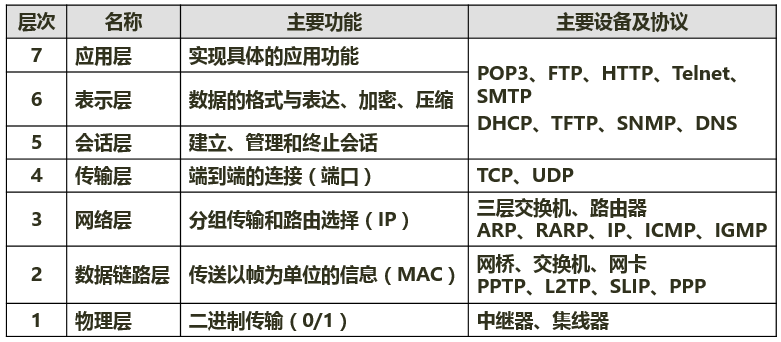 层次 名称 主要功能 主要设备及协议
7 应用层 实现具体的应用功能
POP3、FTP、HTTP、Telnet、
SMTP
DHCP、TFTP、SNMP、DNS
6 表示层 数据的格式与表达、加密、压缩
5 会话层 建立、管理和终止会话
4 传输层 端到端的连接（端口） TCP、UDP
3 网络层 分组传输和路由选择（IP）
三层交换机、路由器
ARP、RARP、IP、ICMP、IGMP
2 数据链路层 传送以帧为单位的信息（MAC）
网桥、交换机、网卡
PPTP、L2TP、SLIP、PPP
1 物理层 二进制传输（0/1） 中继器、集线器